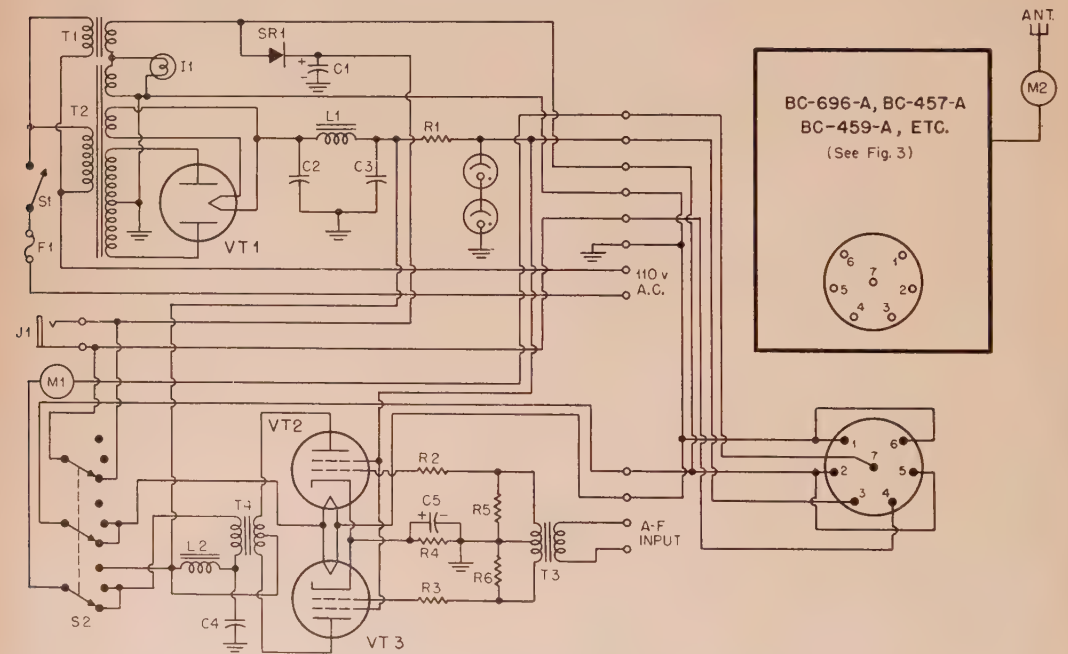 ANT.
T1
SR1
I1
C1
M2
BC-696-A, BC-457-A
BC-459-A, ETC.
(See Fig. 3)
T2
L1
R1
C2
C3
S1
VT1
F1
110 v
A.C.
6
1
7
5
2
4
3
J1
M1
VT2
R2
C5
+
-
R5
A-F
INPUT
T4
L2
R4
R6
T3
R3
C4
S2
VT3
1
6
7
2
5
3
4
+
-